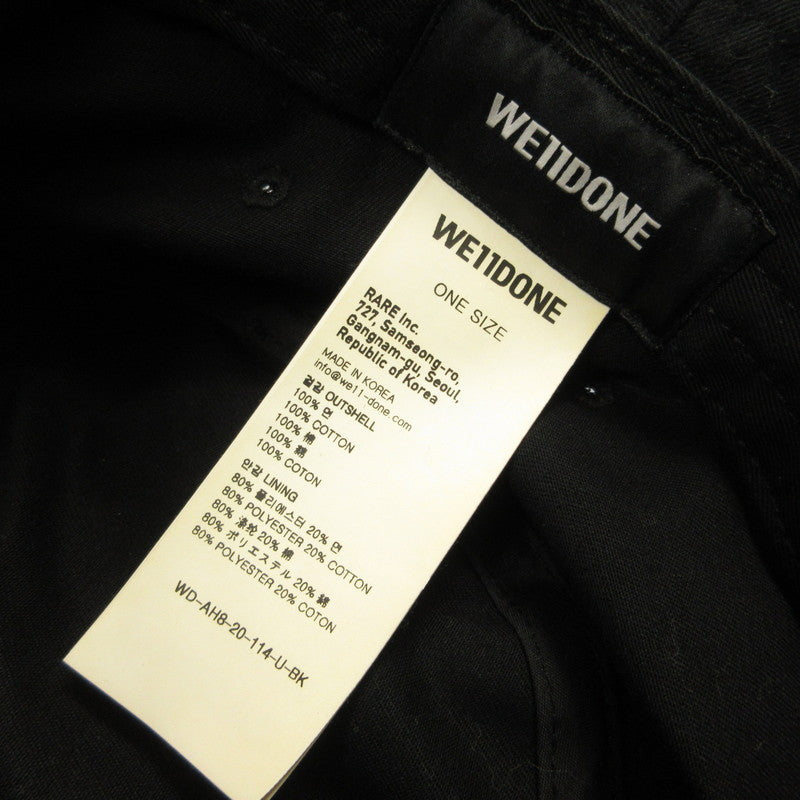 WE11DONE
WE11DONE
ONE SIZE
RARE Inc.
727, Samseong-ro,
Gangnam-gu, Seoul,
Republic of Korea
MADE IN KOREA
info@we11-done.com
겉감 OUTSHELL
100% 면
100% COTTON
100% 棉
100% 綿
100% COTON
안감 LINING
80% 폴리에스터 20% 면
80% POLYESTER 20% COTTON
80% 涤纶 20% 棉
80% ポリエステル 20% 綿
80% POLYESTER 20% COTON
WD-AH8-20-114-U-BK